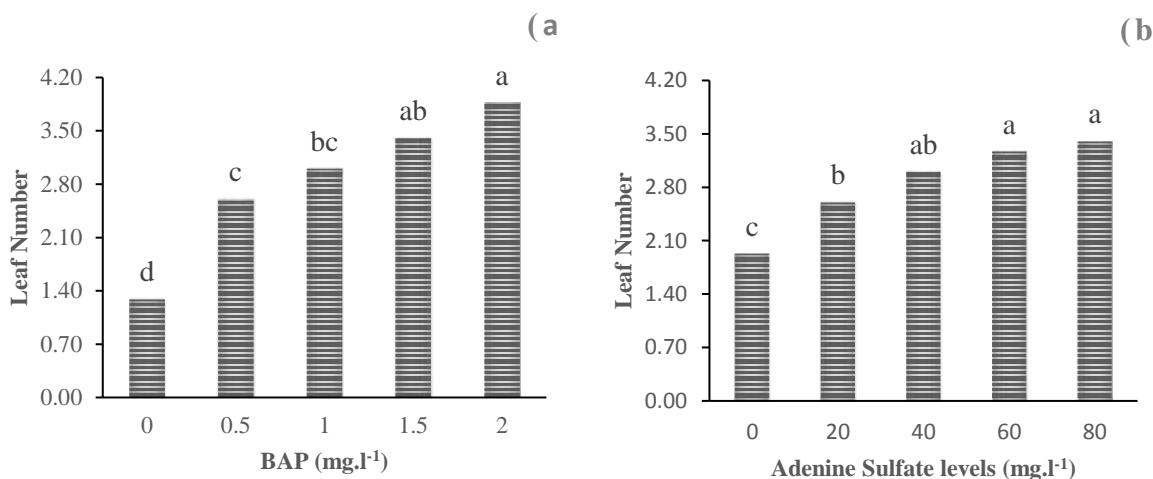 (a
4.20
3.50
2.80
2.10
1.40
0.70
0.00
Leaf Number
d
c
bc
ab
a
0 0.5 1 1.5 2
BAP (mg.l⁻¹)
(b
4.20
3.50
2.80
2.10
1.40
0.70
0.00
Leaf Number
c
b
ab
a
a
0 20 40 60 80
Adenine Sulfate levels (mg.l⁻¹)